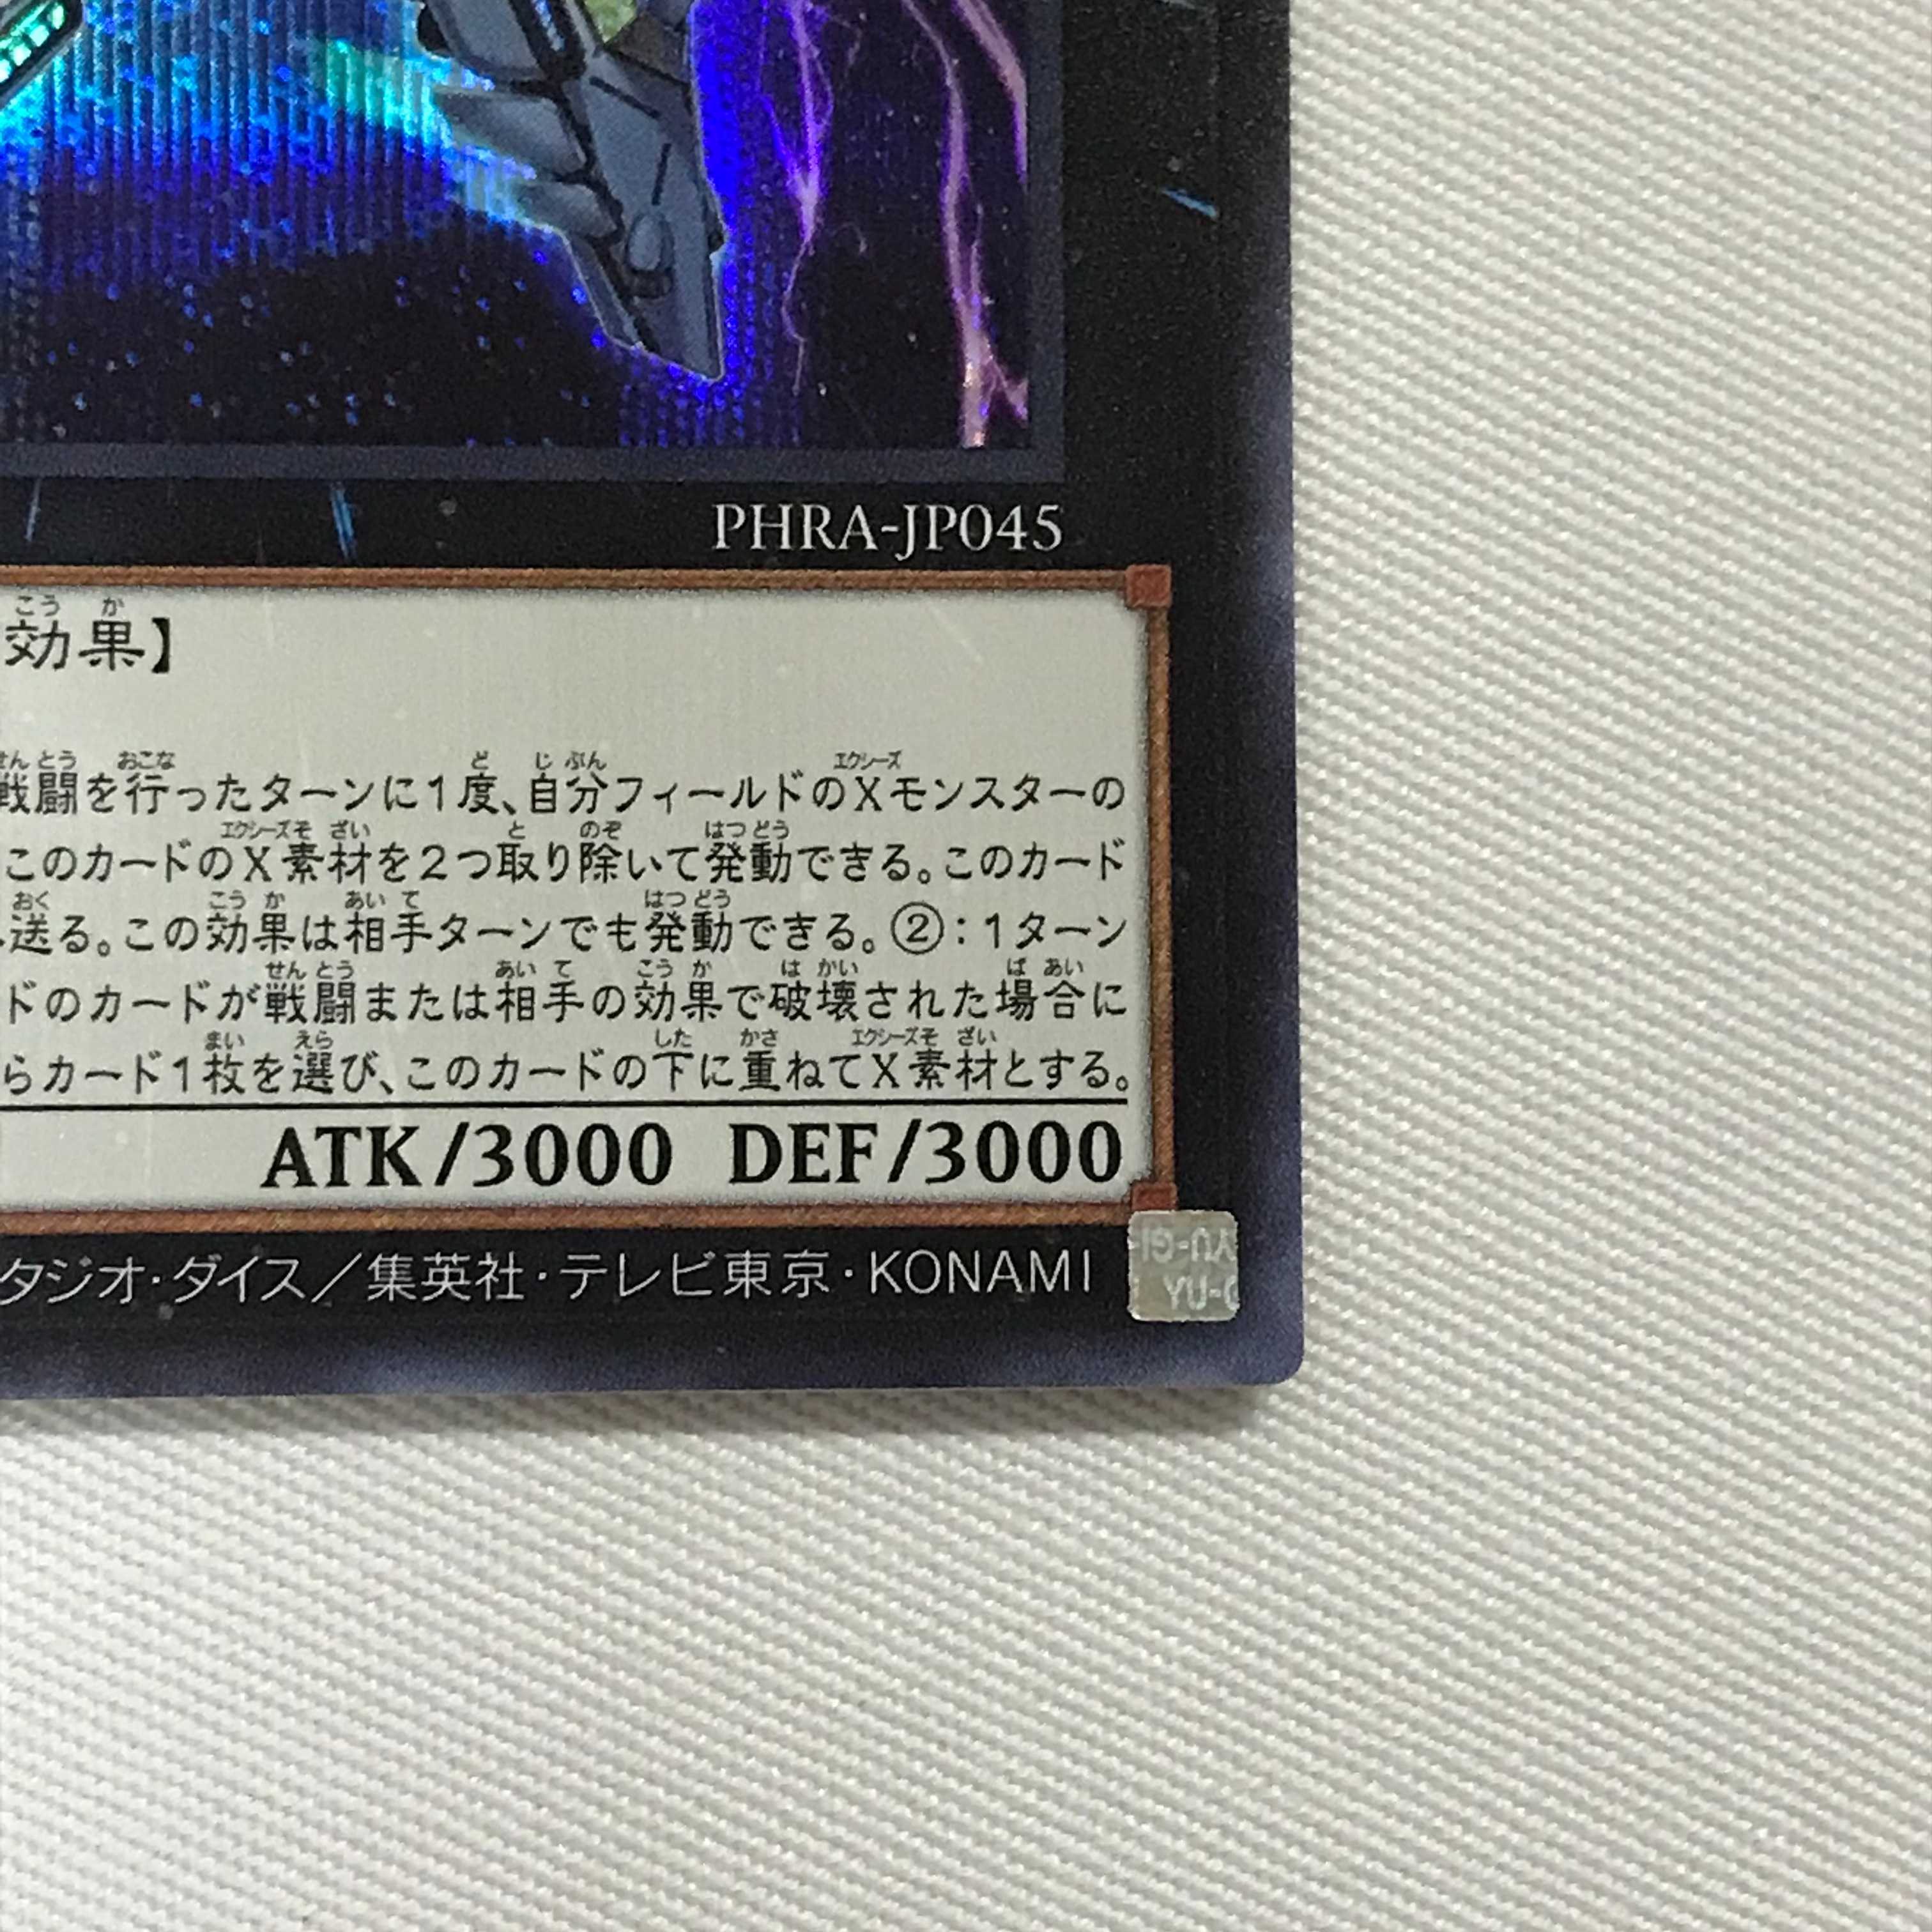 PHRA-JP045
効果】
戦闘を行ったターンに1度、自分フィールドのXモンスターの
このカードのX素材を2つ取り除いて発動できる。このカード
送る。この効果は相手ターンでも発動できる。②：1ターン
ドのカードが戦闘または相手の効果で破壊された場合に
らカード1枚を選び、このカードの下に重ねてX素材とする。
ATK/3000 DEF/3000
タジオ・ダイス／集英社・テレビ東京・KONAMI
YU-GI-
YU-G